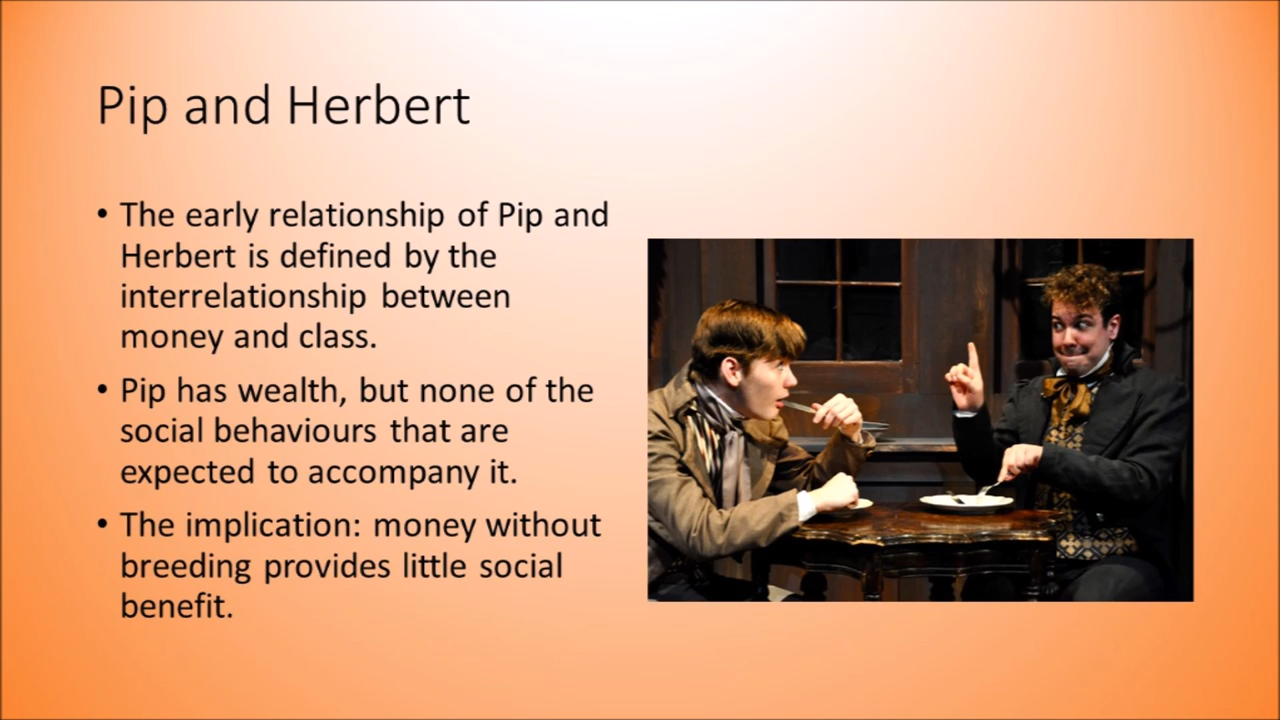 Pip and Herbert
• The early relationship of Pip and
Herbert is defined by the
interrelationship between
money and class.
• Pip has wealth, but none of the
social behaviours that are
expected to accompany it.
• The implication: money without
breeding provides little social
benefit.